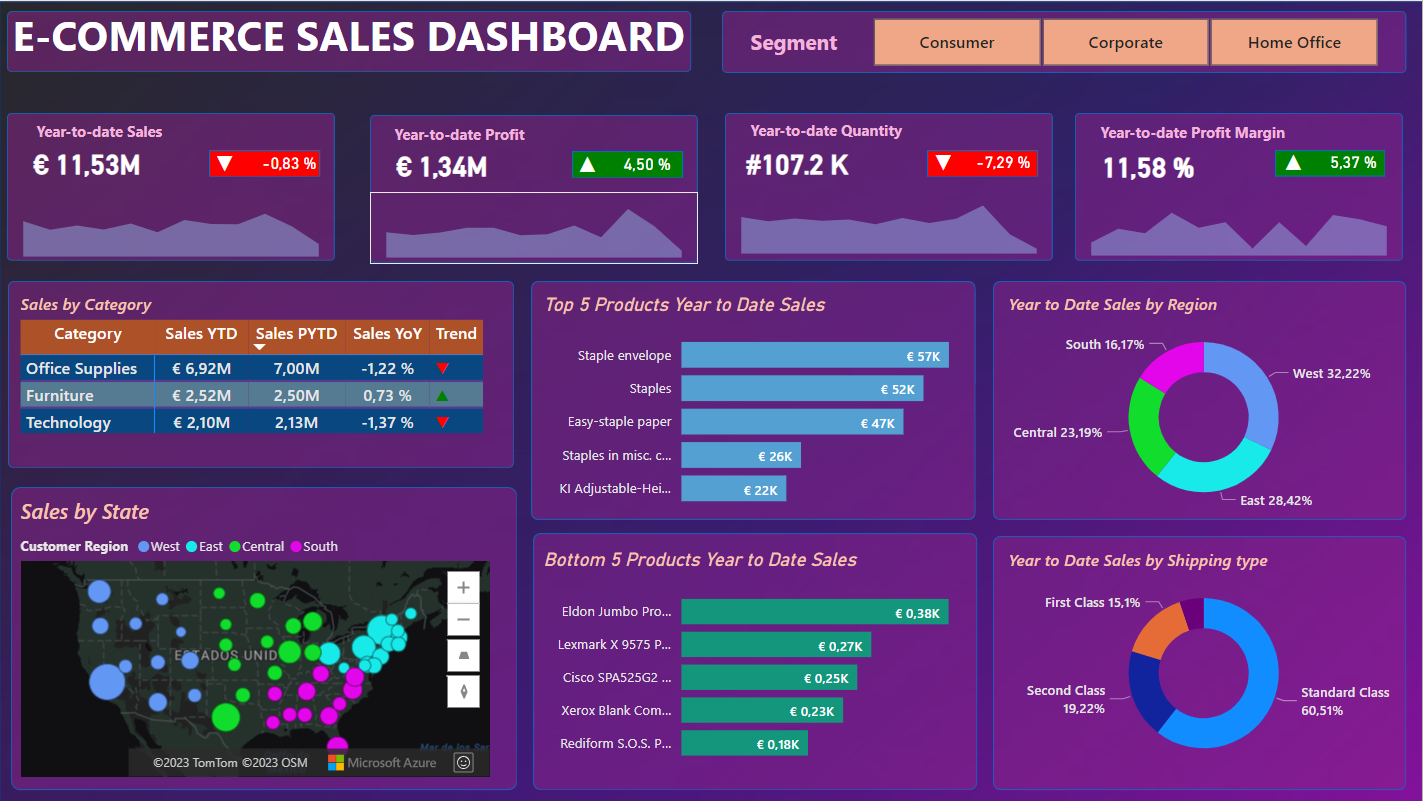 E-COMMERCE SALES DASHBOARD
Segment
Consumer
Corporate
Home Office
Year-to-date Sales
€ 11,53M
-0,83 %
Year-to-date Profit
€ 1,34M
4,50 %
Year-to-date Quantity
#107.2 K
-7,29 %
Year-to-date Profit Margin
11,58 %
5,37 %
Sales by Category
Category Sales YTD Sales PYTD Sales YoY Trend
Office Supplies € 6,92M 7,00M -1,22 %
Furniture € 2,52M 2,50M 0,73 %
Technology € 2,10M 2,13M -1,37 %
Top 5 Products Year to Date Sales
Staple envelope € 57K
Staples € 52K
Easy-staple paper € 47K
Staples in misc. c... € 26K
KI Adjustable-Hei... € 22K
Year to Date Sales by Region
South 16,17%
West 32,22%
Central 23,19%
East 28,42%
Sales by State
Customer Region West East Central South
ESTADOS UNID
Mar de los Sar
©2023 TomTom ©2023 OSM
Microsoft Azure
Bottom 5 Products Year to Date Sales
Eldon Jumbo Pro... € 0,38K
Lexmark X 9575 P... € 0,27K
Cisco SPA525G2 ... € 0,25K
Xerox Blank Com... € 0,23K
Rediform S.O.S. P... € 0,18K
Year to Date Sales by Shipping type
First Class 15,1%
Second Class
19,22%
Standard Class
60,51%